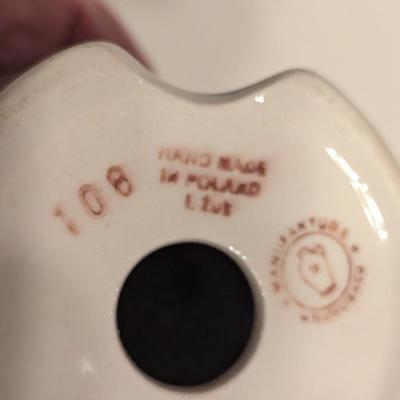 108
HAND MADE
IN POLAND
MANUFAKTURA